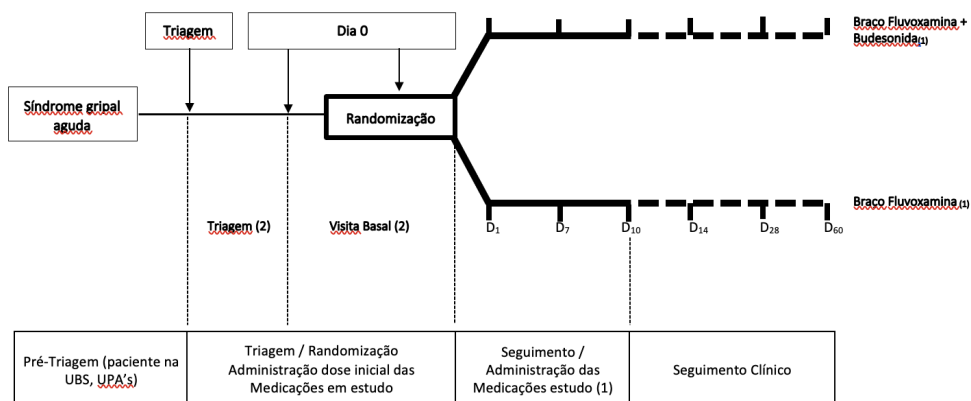 Triagem
Dia 0
Braço Fluvoxamina +
Budesonida(1)
Síndrome gripal
aguda
Randomização
Triagem (2)
Visita Basal (2)
Braço Fluvoxamina (1)
D1
D7
D10
D14
D28
D60
Pré-Triagem (paciente na
UBS, UPA's)
Triagem / Randomização
Administração dose inicial das
Medicações em estudo
Seguimento /
Administração das
Medicações estudo (1)
Seguimento Clínico